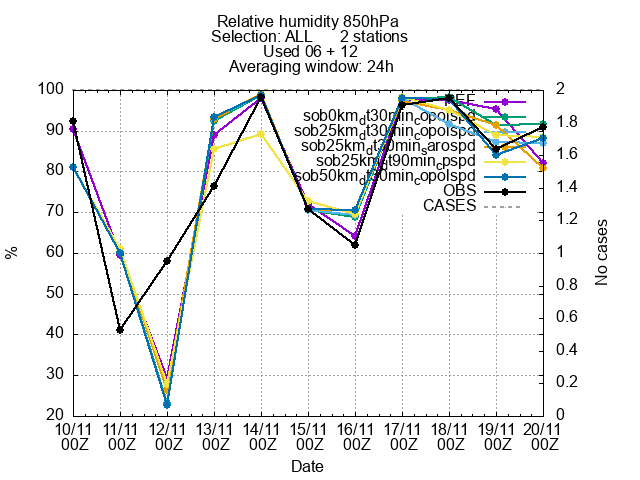 Relative humidity 850hPa
Selection: ALL 2 stations
Used 06 + 12
Averaging window: 24h
100
90
80
70
60
50
40
30
20
%
2
1.8
1.6
1.4
1.2
1
0.8
0.6
0.4
0.2
0
No cases
sob0km_dt30min_copolspd
sob25km_dt30min_copolspd
sob25km_dt30min_sarospd
sob25km_dt90min_cpspd
sob50km_dt30min_copolspd
OBS
CASES
10/11 11/11 12/11 13/11 14/11 15/11 16/11 17/11 18/11 19/11 20/11
00Z 00Z 00Z 00Z 00Z 00Z 00Z 00Z 00Z 00Z 00Z
Date